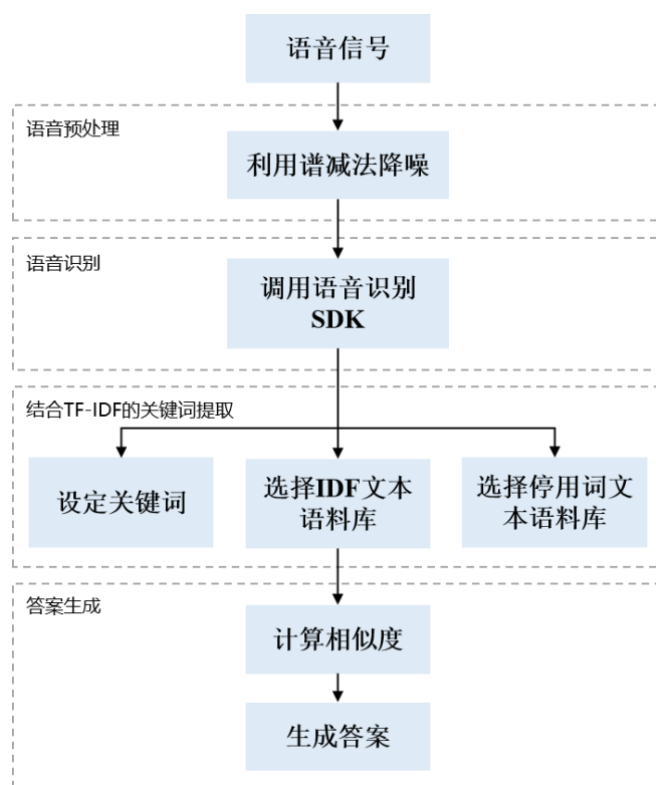 语音信号
语音预处理
利用谱减法降噪
语音识别
调用语音识别
SDK
结合TF-IDF的关键词提取
设定关键词
选择IDF文本
语料库
选择停用词文
本语料库
答案生成
计算相似度
生成答案